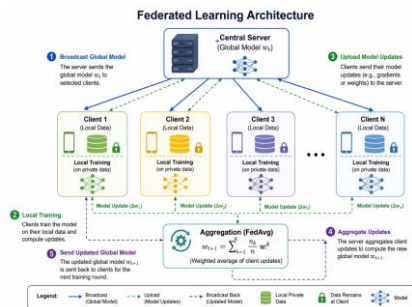 Federated Learning Architecture
Central Server
(Global Model w_t)
1 Broadcast Global Model
The server sends the
global model w_t to
selected clients.
3 Upload Model Updates
Clients send their model
updates (e.g., gradients
or weights) to the server.
Client 1
(Local Data)
Local Training
(on private data)
Client 2
(Local Data)
Local Training
(on private data)
Client 3
(Local Data)
Local Training
(on private data)
Client N
(Local Data)
Local Training
(on private data)
Model Update
Model Update
Model Update
Model Update
2 Local Training
Clients train the model
on their local data and
compute updates.
Aggregation (FedAvg)
(Weighted average of client updates)
4 Aggregate Updates
The server aggregates client
updates to compute the new
global model
5 Send Updated Global Model
The updated global model
is sent back to clients for the
next training round.
Legend:
Broadcast
(Global Model)
Upload
(Model Updates)
Broadcast Back
(Updated Model)
Local Private
Data
Data Remains
at Client
Model